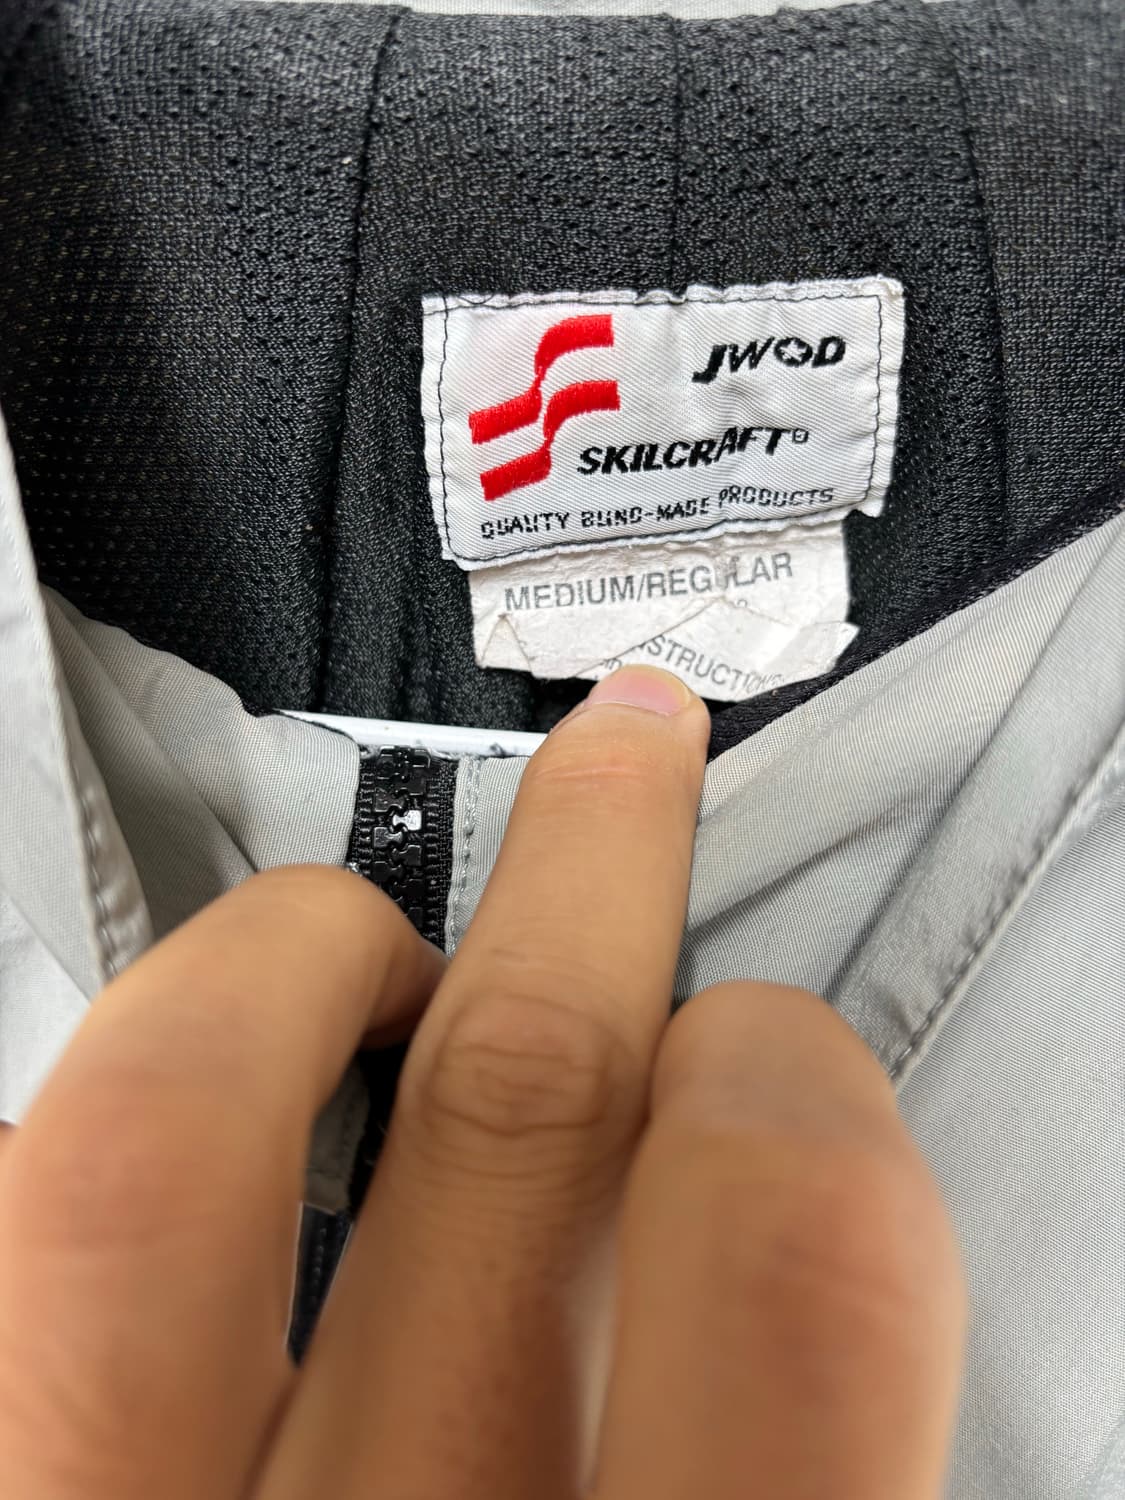 JWOD
SKILCRAFT®
QUALITY BLIND-MADE PRODUCTS
MEDIUM/REGULAR